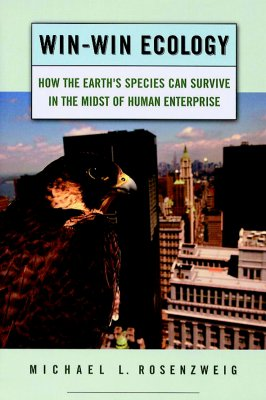 WIN-WIN ECOLOGY
HOW THE EARTH'S SPECIES CAN SURVIVE
IN THE MIDST OF HUMAN ENTERPRISE
MICHAEL L. ROSENZWEIG